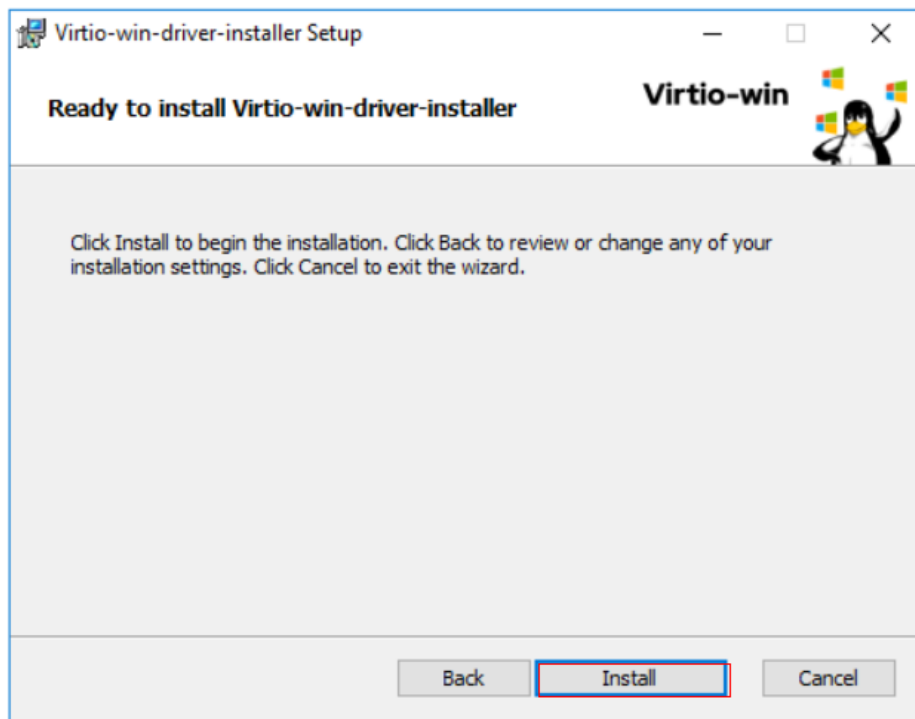 Virtio-win-driver-installer Setup
Ready to install Virtio-win-driver-installer
Virtio-win
Click Install to begin the installation. Click Back to review or change any of your
installation settings. Click Cancel to exit the wizard.
Back
Install
Cancel